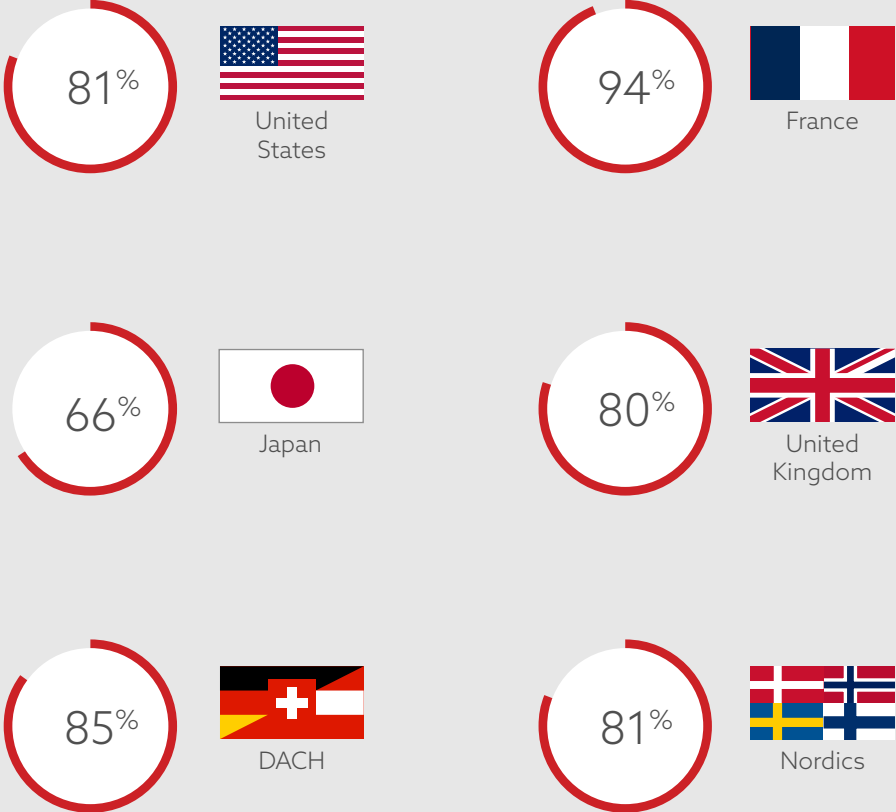 81%
United
States
94%
France
66%
Japan
80%
United
Kingdom
85%
DACH
81%
Nordics